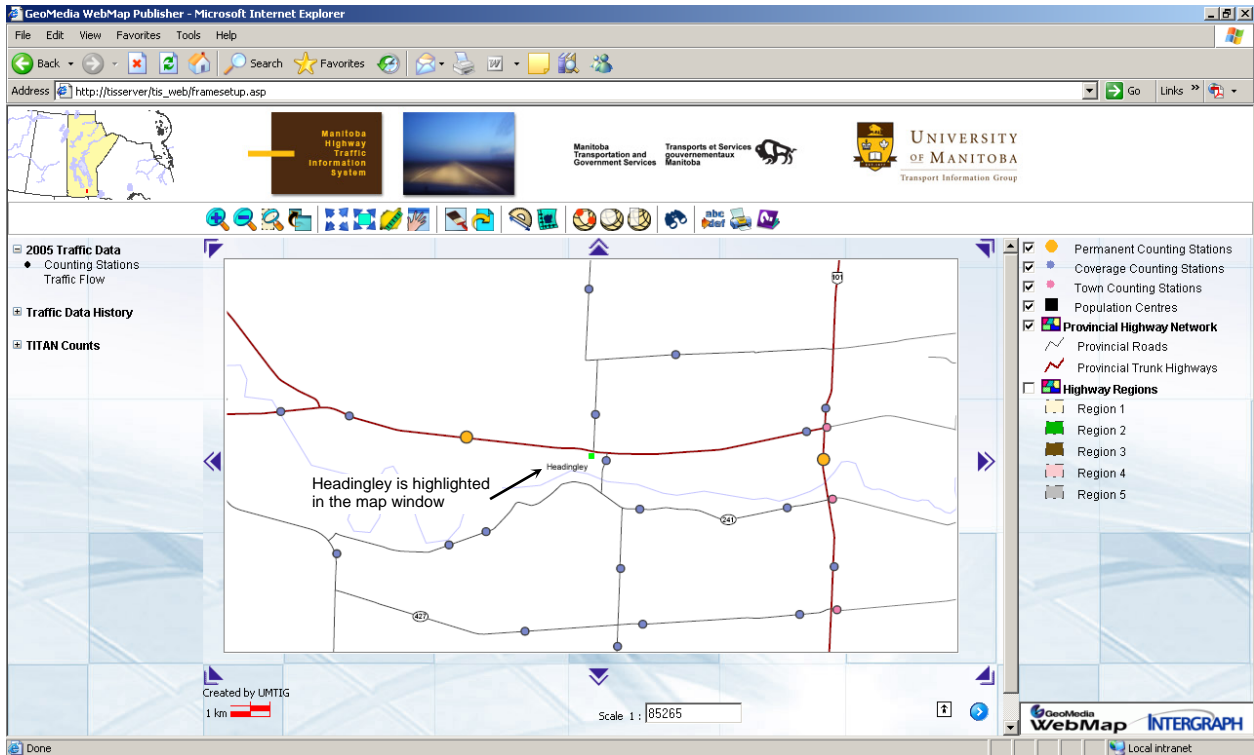 GeoMedia WebMap Publisher - Microsoft Internet Explorer
File Edit View Favorites Tools Help
Back Search Favorites
Address http://tisserver/tis_web/framesetup.asp Go Links
Manitoba
Highway
Traffic
Information
System
Manitoba
Transportation and
Government Services
Transports et Services
gouvernementaux
Manitoba
UNIVERSITY
OF MANITOBA
Transport Information Group
abc
def
2005 Traffic Data
Counting Stations
Traffic Flow
Traffic Data History
TITAN Counts
101
Headingley
Headingley is highlighted
in the map window
241
427
Permanent Counting Stations
Coverage Counting Stations
Town Counting Stations
Population Centres
Provincial Highway Network
Provincial Roads
Provincial Trunk Highways
Highway Regions
Region 1
Region 2
Region 3
Region 4
Region 5
Created by UMTIG
1 km
Scale 1 : 85265
GeoMedia
WebMap
INTERGRAPH
Done
Local intranet